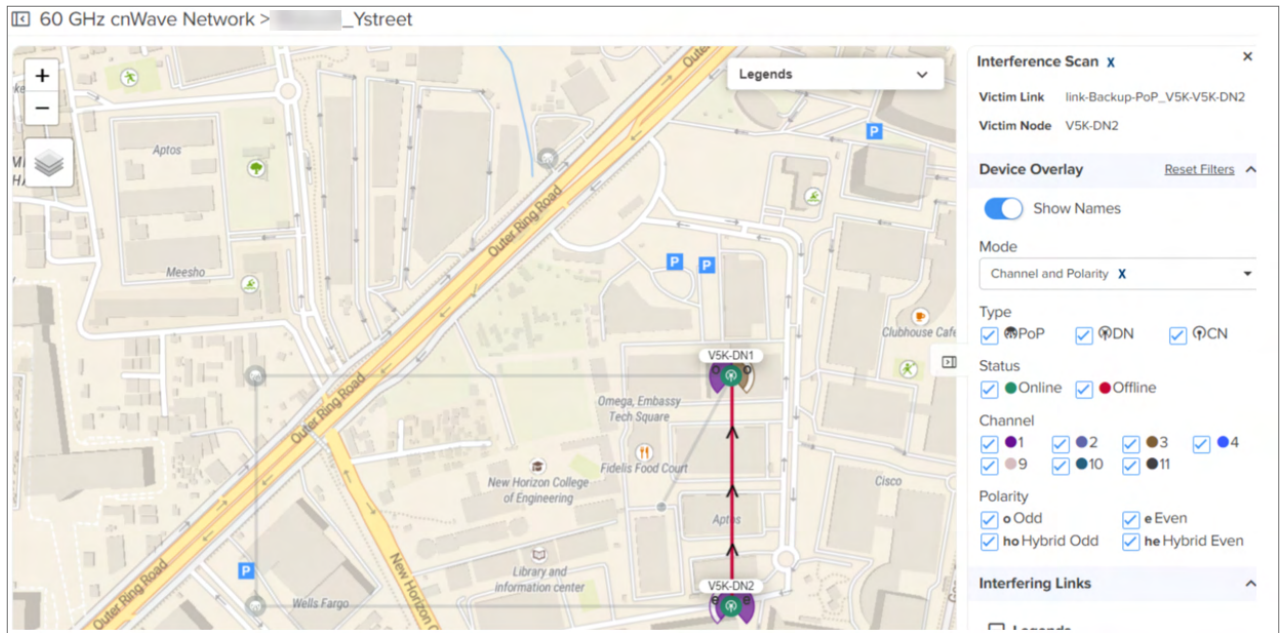 60 GHz cnWave Network > _Ystreet
+
−
Legends
Outer
Outer Ring Road
Outer Ring Road
Outer Ring Road
Aptos
Meesho
P
P
P
P
Clubhouse Cafe
V5K-DN1
o
o
Omega, Embassy
Tech Square
Fidelis Food Court
New Horizon College
of Engineering
Cisco
Aptos
Library and
information center
New Horizon C
Wells Fargo
V5K-DN2
e
e
Interference Scan X
×
Victim Link link-Backup-PoP_V5K-V5K-DN2
Victim Node V5K-DN2
Device Overlay Reset Filters
Show Names
Mode
Channel and Polarity X
Type
PoP DN CN
Status
Online Offline
Channel
1 2 3 4
9 10 11
Polarity
o Odd e Even
ho Hybrid Odd he Hybrid Even
Interfering Links